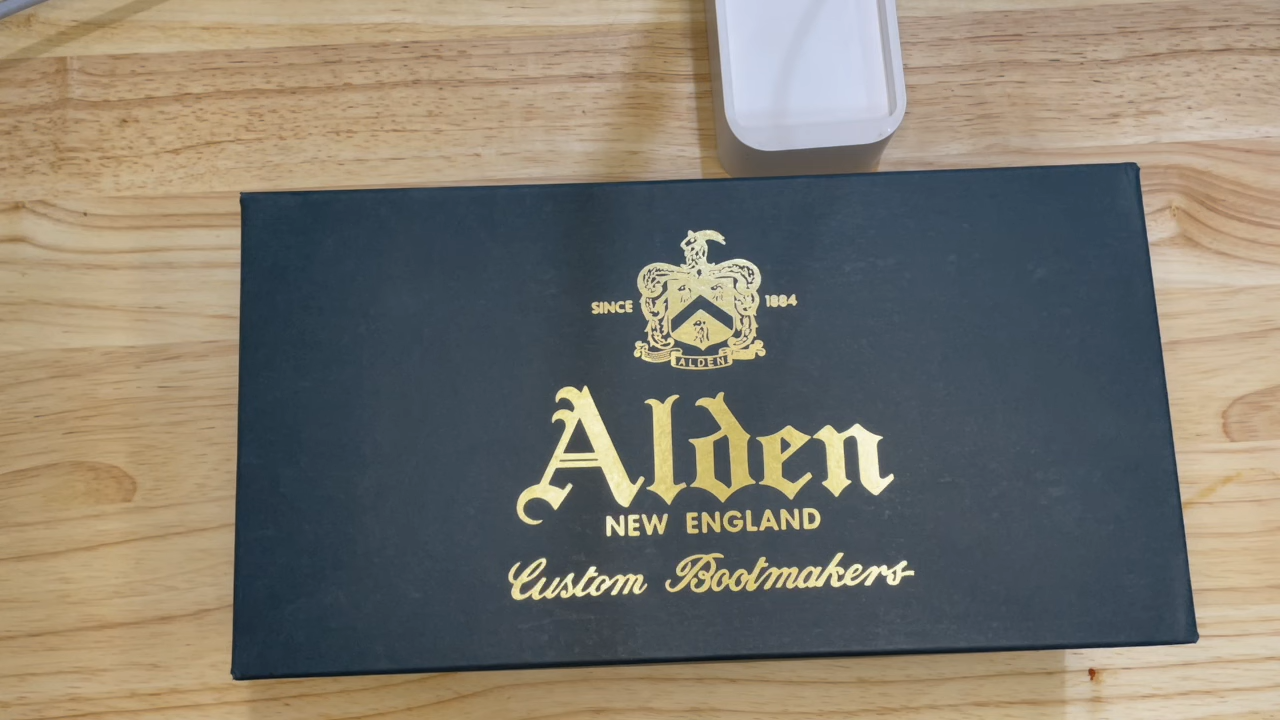 SINCE 1884
ALDEN
Alden
NEW ENGLAND
Custom Bootmakers